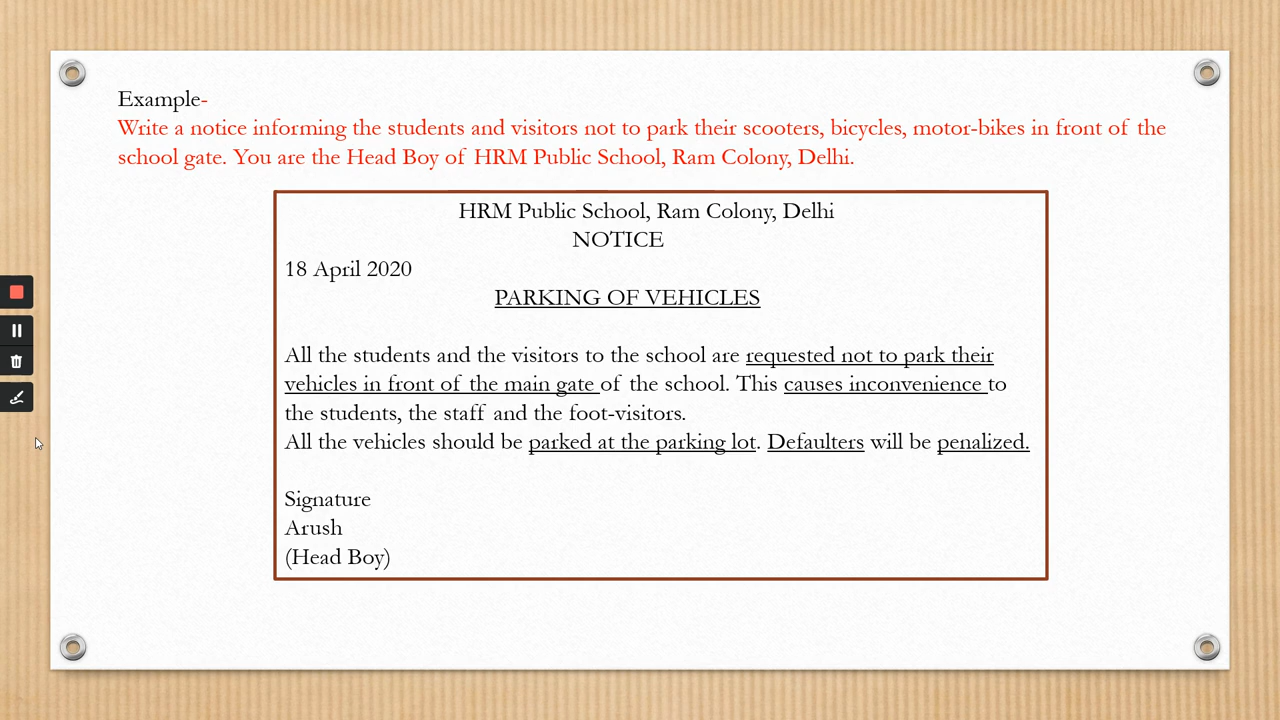 Example-
Write a notice informing the students and visitors not to park their scooters, bicycles, motor-bikes in front of the
school gate. You are the Head Boy of HRM Public School, Ram Colony, Delhi.
HRM Public School, Ram Colony, Delhi
NOTICE
18 April 2020
PARKING OF VEHICLES
All the students and the visitors to the school are requested not to park their
vehicles in front of the main gate of the school. This causes inconvenience to
the students, the staff and the foot-visitors.
All the vehicles should be parked at the parking lot. Defaulters will be penalized.
Signature
Arush
(Head Boy)